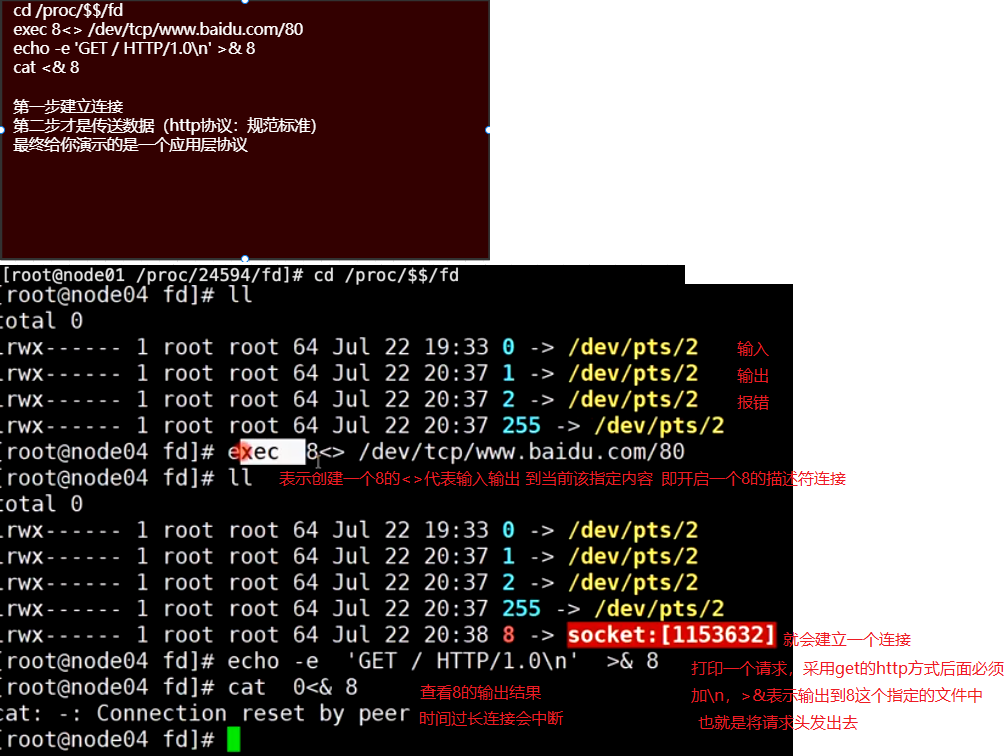 cd /proc/$$/fd
exec 8<> /dev/tcp/www.baidu.com/80
echo -e 'GET / HTTP/1.0\n' >& 8
cat <& 8
第一步建立连接
第二步才是传送数据（http协议：规范标准）
最终给你演示的是一个应用层协议
[root@node01 /proc/24594/fd]# cd /proc/$$/fd
[root@node04 fd]# ll
total 0
lrwx------ 1 root root 64 Jul 22 19:33 0 -> /dev/pts/2 输入
lrwx------ 1 root root 64 Jul 22 20:37 1 -> /dev/pts/2 输出
lrwx------ 1 root root 64 Jul 22 20:37 2 -> /dev/pts/2 报错
lrwx------ 1 root root 64 Jul 22 20:37 255 -> /dev/pts/2
[root@node04 fd]# exec 8<> /dev/tcp/www.baidu.com/80
[root@node04 fd]# ll 表示创建一个8的<>代表输入输出 到当前该指定内容 即开启一个8的描述符连接
total 0
lrwx------ 1 root root 64 Jul 22 20:37 0 -> /dev/pts/2
lrwx------ 1 root root 64 Jul 22 20:37 1 -> /dev/pts/2
lrwx------ 1 root root 64 Jul 22 20:37 2 -> /dev/pts/2
lrwx------ 1 root root 64 Jul 22 20:37 255 -> /dev/pts/2
lrwx------ 1 root root 64 Jul 22 20:38 8 -> socket:[1153632] 就会建立一个连接
[root@node04 fd]# echo -e 'GET / HTTP/1.0\n' >& 8 打印一个请求，采用get的http方式后面必须
[root@node04 fd]# cat 0<& 8 查看8的输出结果 加\n，>&表示输出到8这个指定的文件中
cat: -: Connection reset by peer 时间过长连接会中断 也就是将请求头发出去
[root@node04 fd]#